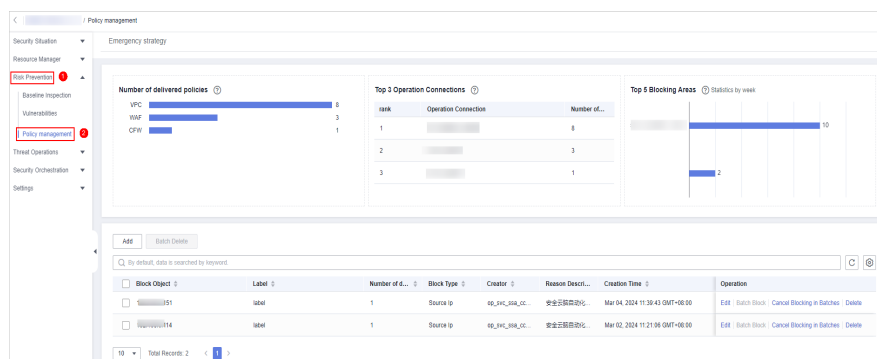 / Policy management
Security Situation
Resource Manager
Risk Prevention 1
Baseline Inspection
Vulnerabilities
Policy management 2
Threat Operations
Security Orchestration
Settings
Emergency strategy
Number of delivered policies
VPC 8
WAF 3
CFW 1
Top 3 Operation Connections
rank Operation Connection Number of...
1 8
2 3
3 1
Top 5 Blocking Areas Statistics by week
10
2
Add Batch Delete
By default, data is searched by keyword.
Block Object Label Number of d... Block Type Creator Reason Descri... Creation Time Operation
151 label 1 Source Ip op_svc_ssa_cc... 安全云脑自动化... Mar 04, 2024 11:39:43 GMT+08:00 Edit Batch Block Cancel Blocking in Batches Delete
114 label 1 Source Ip op_svc_ssa_cc... 安全云脑自动化... Mar 02, 2024 11:21:06 GMT+08:00 Edit Batch Block Cancel Blocking in Batches Delete
10 Total Records: 2 < 1 >